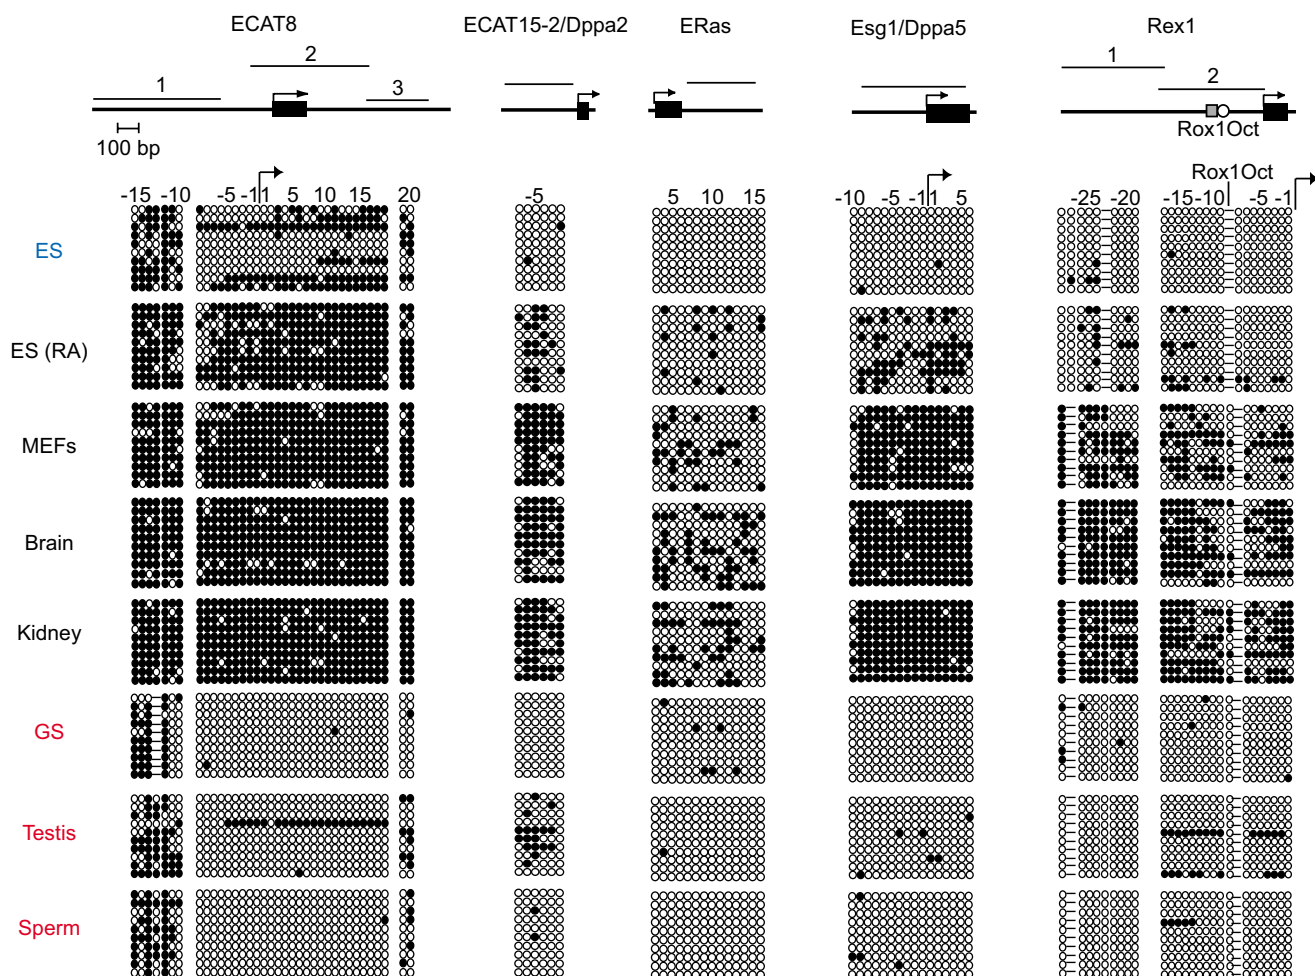 ECAT8 ECAT15-2/Dppa2 ERas Esg1/Dppa5 Rex1
2 1
1 3 2
Rox1Oct
100 bp
Rox1Oct
-15 -10 -5 -1 5 10 15 20 -5 5 10 15 -10 -5 -1 1 5 -25 -20 -15 -10 -5 -1
ES
ES (RA)
MEFs
Brain
Kidney
GS
Testis
Sperm